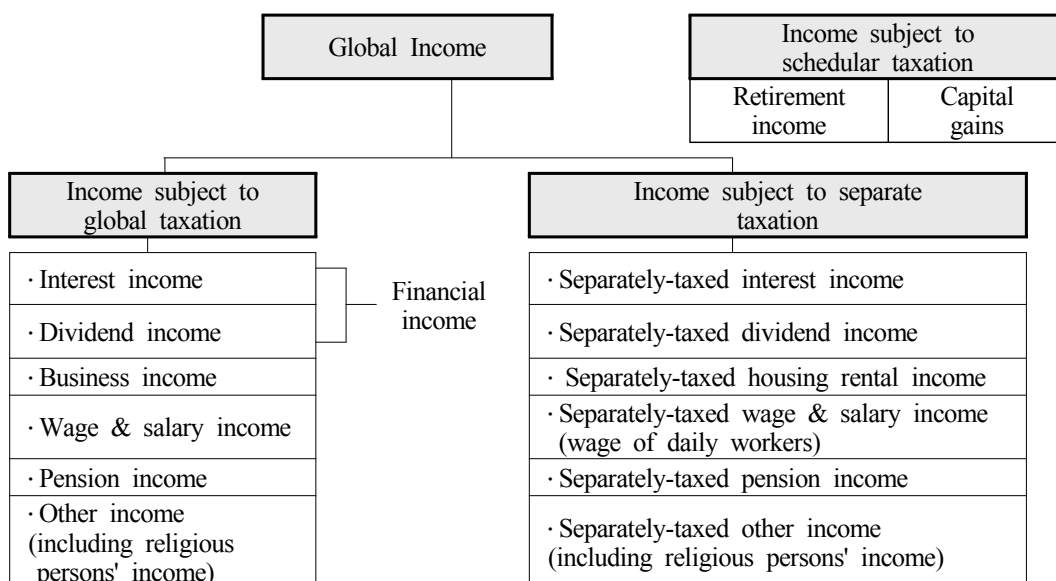 Global Income
Income subject to
schedular taxation
Retirement
income
Capital
gains
Income subject to
global taxation
· Interest income
· Dividend income
Financial
income
· Business income
· Wage & salary income
· Pension income
· Other income
(including religious
persons' income)
Income subject to separate
taxation
· Separately-taxed interest income
· Separately-taxed dividend income
· Separately-taxed housing rental income
· Separately-taxed wage & salary income
(wage of daily workers)
· Separately-taxed pension income
· Separately-taxed other income
(including religious persons' income)